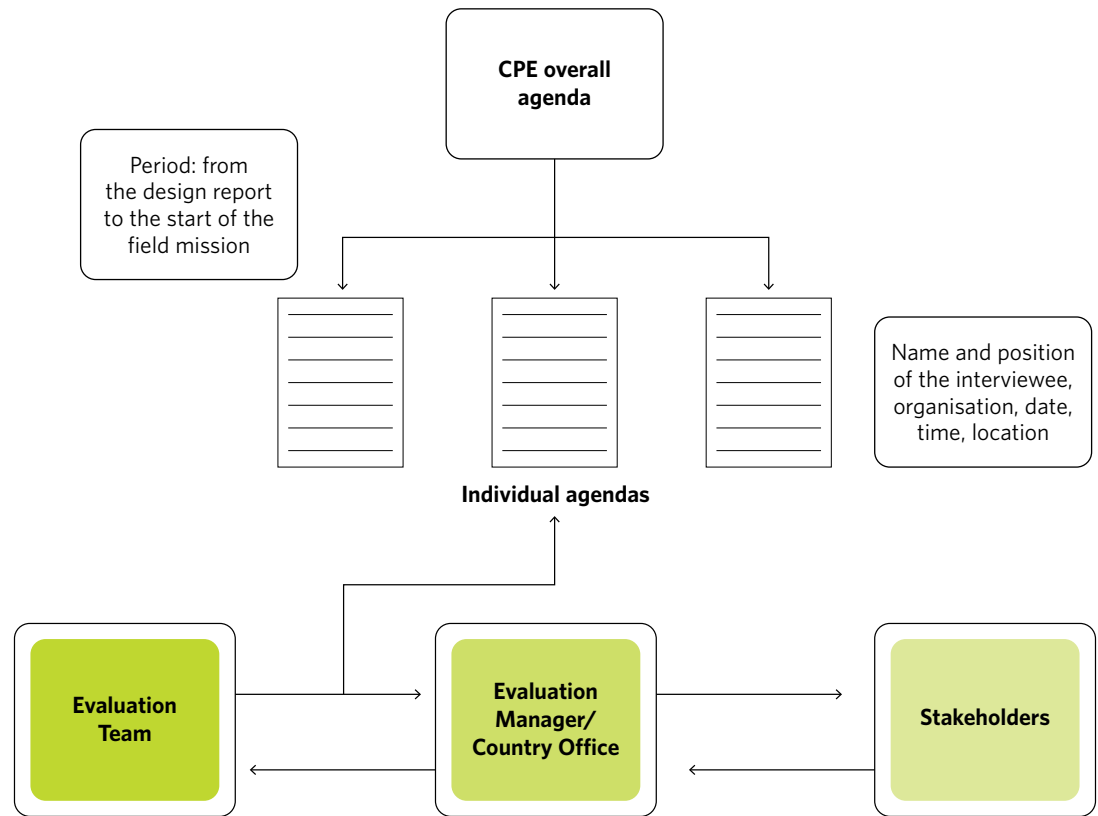 CPE overall
agenda
Period: from
the design report
to the start of the
field mission
Name and position
of the interviewee,
organisation, date,
time, location
Individual agendas
Evaluation
Team
Evaluation
Manager/
Country Office
Stakeholders